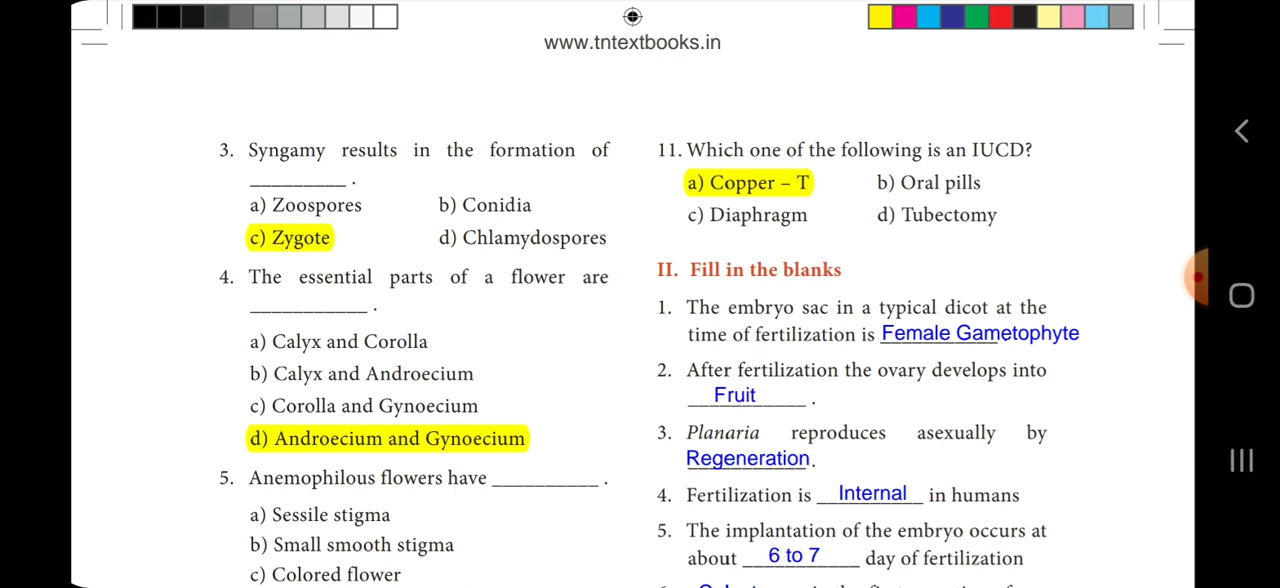 www.tntextbooks.in
3. Syngamy results in the formation of
__________ .
a) Zoospores b) Conidia
c) Zygote d) Chlamydospores
4. The essential parts of a flower are
____________ .
a) Calyx and Corolla
b) Calyx and Androecium
c) Corolla and Gynoecium
d) Androecium and Gynoecium
5. Anemophilous flowers have ___________ .
a) Sessile stigma
b) Small smooth stigma
c) Colored flower
11. Which one of the following is an IUCD?
a) Copper – T b) Oral pills
c) Diaphragm d) Tubectomy
II. Fill in the blanks
1. The embryo sac in a typical dicot at the
time of fertilization is Female Gametophyte
2. After fertilization the ovary develops into
Fruit .
3. Planaria reproduces asexually by
Regeneration .
4. Fertilization is Internal in humans
5. The implantation of the embryo occurs at
about 6 to 7 day of fertilization